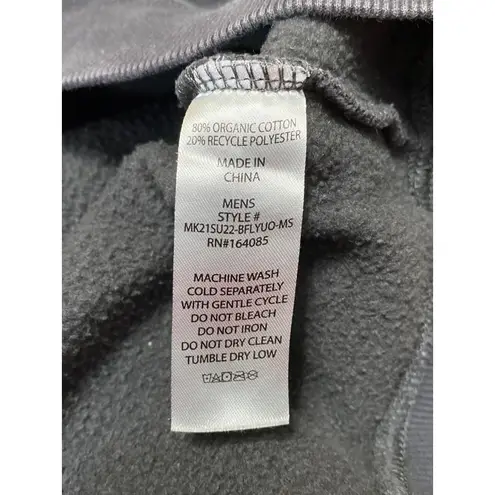 80% ORGANIC COTTON
20% RECYCLE POLYESTER
MADE IN
CHINA
MENS
STYLE #
MK21SU22-BFLYUO-MS
RN#164085
MACHINE WASH
COLD SEPARATELY
WITH GENTLE CYCLE
DO NOT BLEACH
DO NOT IRON
DO NOT DRY CLEAN
TUMBLE DRY LOW